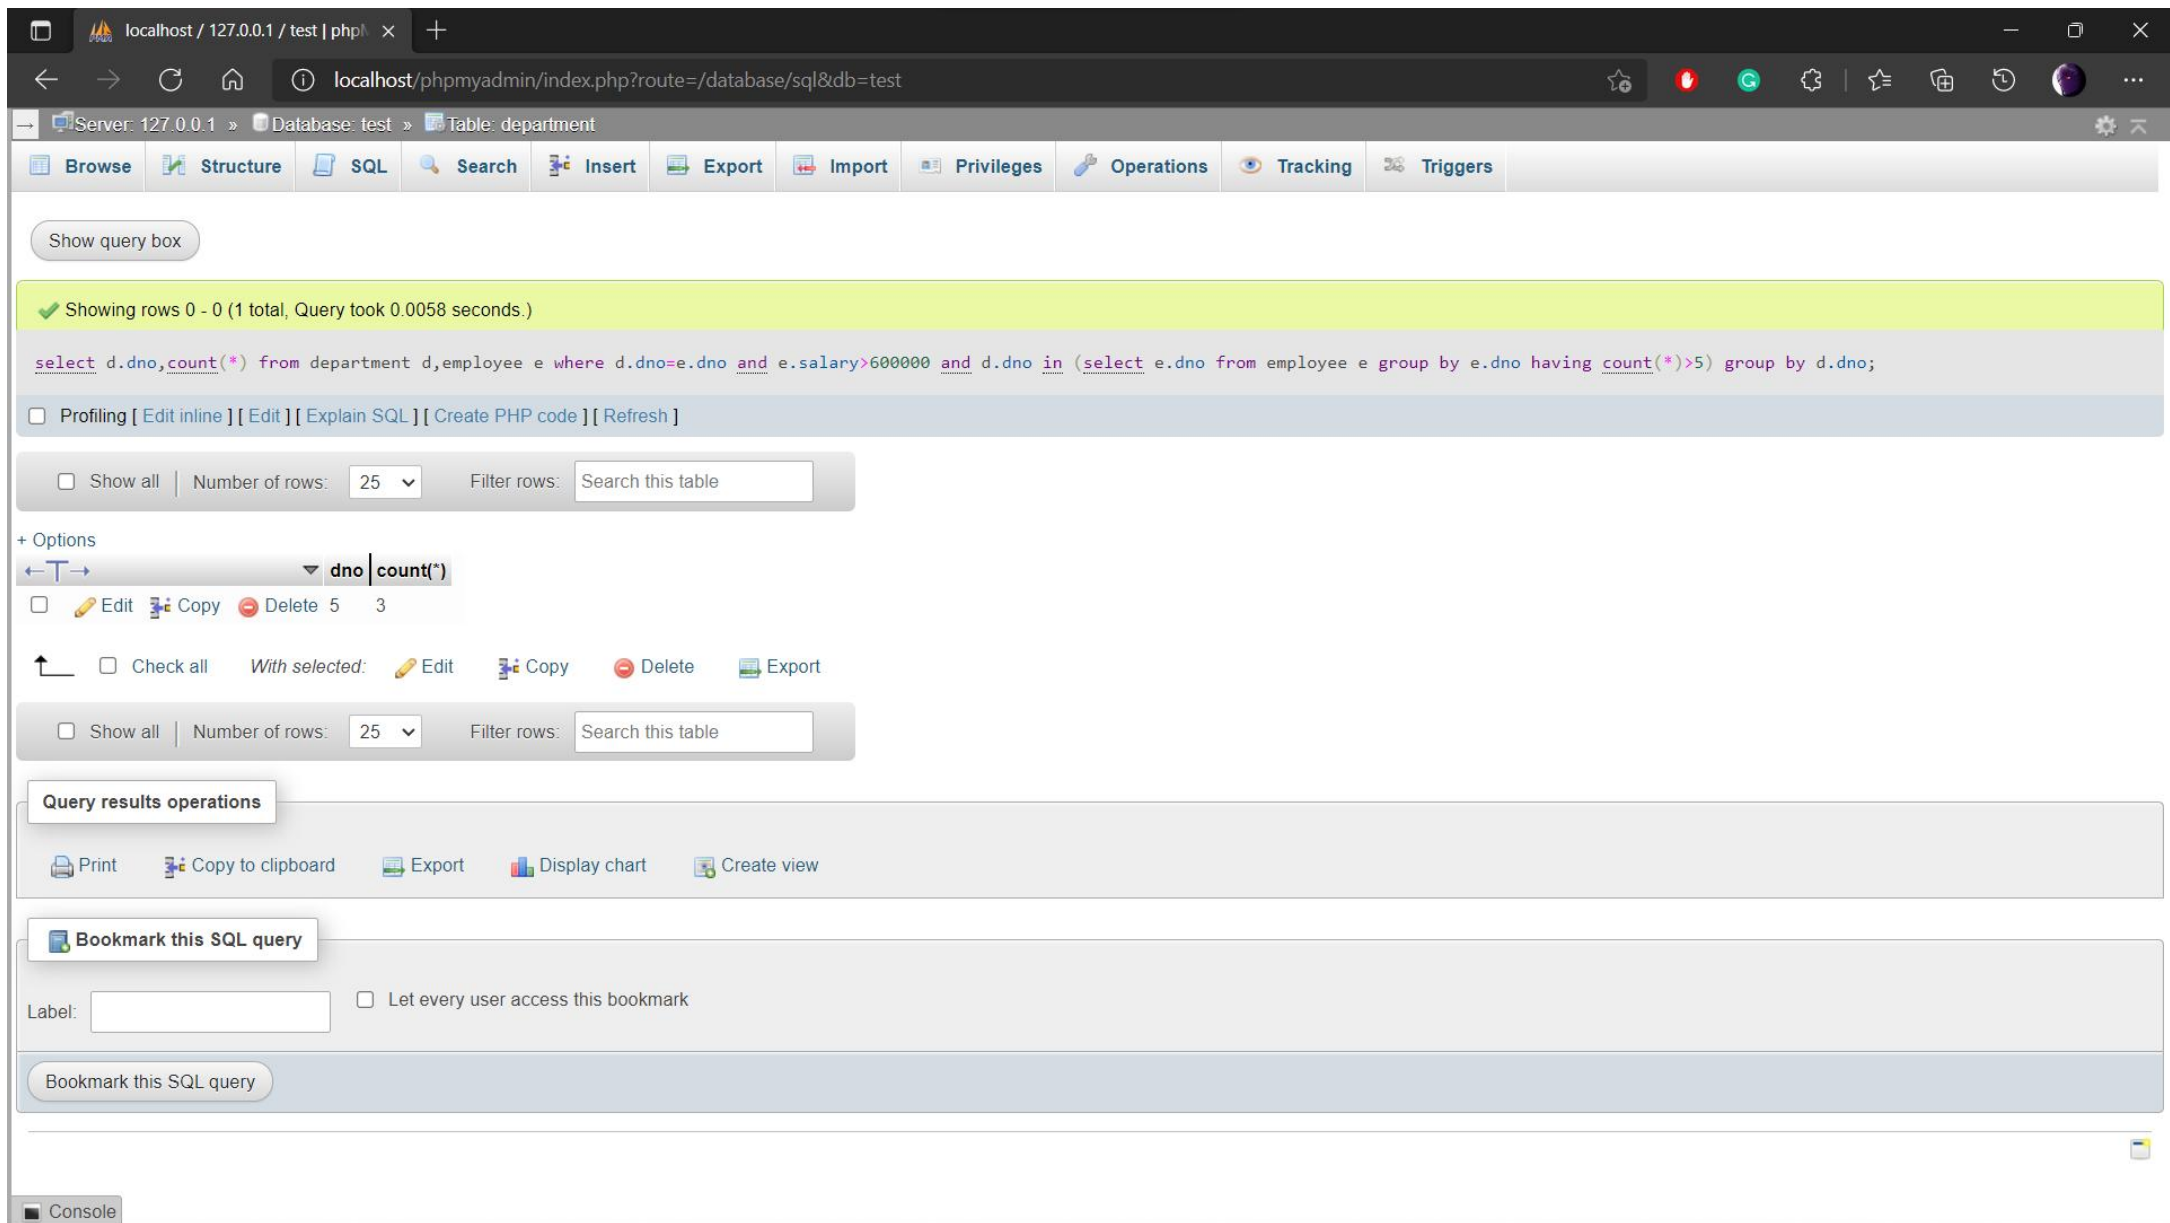 localhost / 127.0.0.1 / test | php
localhost/phpmyadmin/index.php?route=/database/sql&db=test
Server: 127.0.0.1 » Database: test » Table: department
Browse Structure SQL Search Insert Export Import Privileges Operations Tracking Triggers
Show query box
Showing rows 0 - 0 (1 total, Query took 0.0058 seconds.)
select d.dno,count(*) from department d,employee e where d.dno=e.dno and e.salary>600000 and d.dno in (select e.dno from employee e group by e.dno having count(*)>5) group by d.dno;
Profiling [ Edit inline ] [ Edit ] [ Explain SQL ] [ Create PHP code ] [ Refresh ]
Show all | Number of rows: 25 Filter rows: Search this table
+ Options
←T→ dno count(*)
Edit Copy Delete 5 3
Check all With selected: Edit Copy Delete Export
Show all | Number of rows: 25 Filter rows: Search this table
Query results operations
Print Copy to clipboard Export Display chart Create view
Bookmark this SQL query
Label: Let every user access this bookmark
Bookmark this SQL query
Console